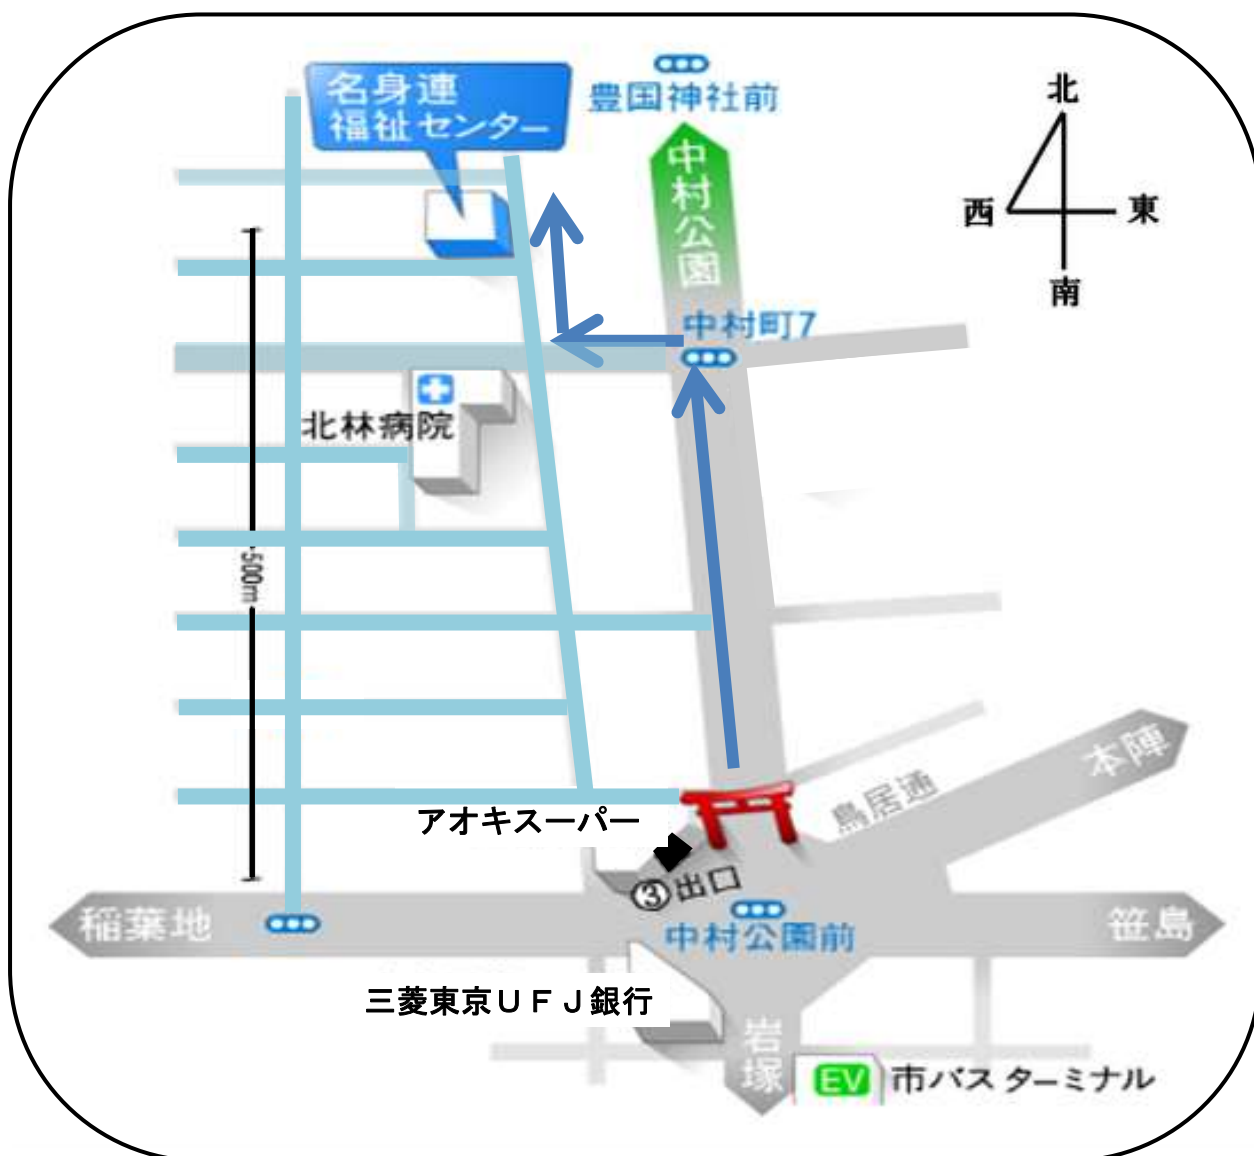 名身連
福祉センター
豊国神社前
北
西
東
南
中村公園
中村町7
北林病院
500m
本陣
鳥居通
アオキスーパー
③出口
稲葉地
中村公園前
笹島
三菱東京ＵＦＪ銀行
岩塚
EV 市バスターミナル